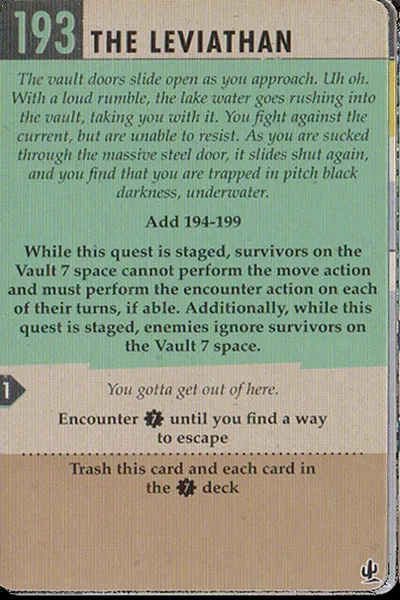 193 THE LEVIATHAN
The vault doors slide open as you approach. Uh oh.
With a loud rumble, the lake water goes rushing into
the vault, taking you with it. You fight against the
current, but are unable to resist. As you are sucked
through the massive steel door, it slides shut again,
and you find that you are trapped in pitch black
darkness, underwater.
Add 194-199
While this quest is staged, survivors on the
Vault 7 space cannot perform the move action
and must perform the encounter action on each
of their turns, if able. Additionally, while this
quest is staged, enemies ignore survivors on
the Vault 7 space.
1
You gotta get out of here.
Encounter 7 until you find a way
to escape
Trash this card and each card in
the 7 deck